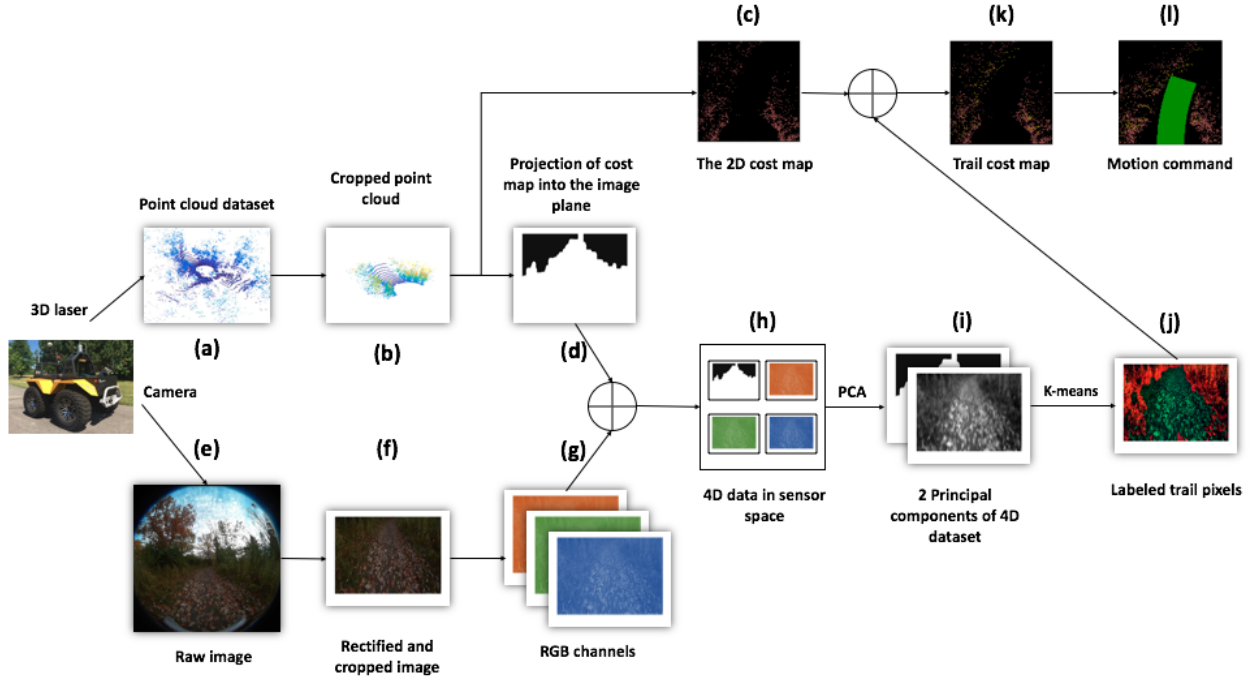 (c)
(k)
(l)
The 2D cost map
Trail cost map
Motion command
Projection of cost
map into the image
plane
Cropped point
cloud
Point cloud dataset
3D laser
(a)
(b)
(d)
(h)
(i)
(j)
Camera
PCA
K-means
(e)
(f)
(g)
4D data in sensor
space
2 Principal
components of 4D
dataset
Labeled trail pixels
Raw image
Rectified and
cropped image
RGB channels